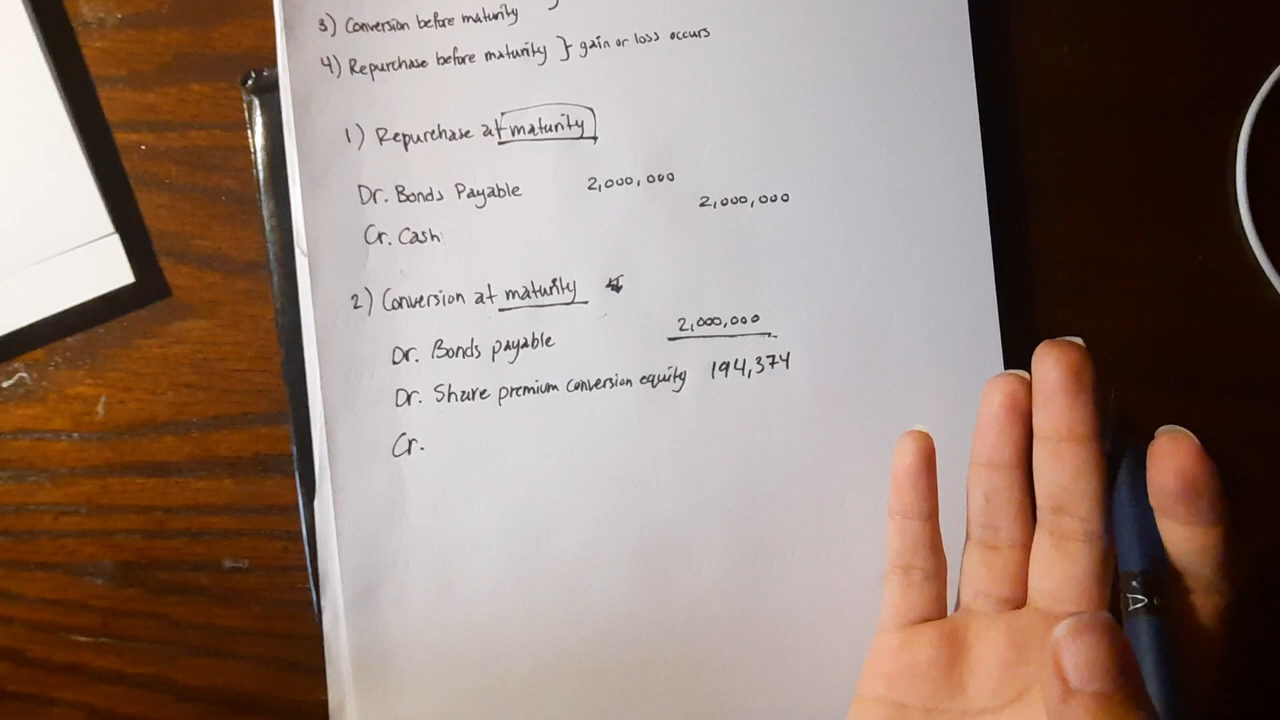 3) Conversion before maturity
4) Repurchase before maturity } gain or loss occurs
1) Repurchase at maturity
Dr. Bonds Payable 2,000,000
Cr. Cash 2,000,000
2) Conversion at maturity
Dr. Bonds payable 2,000,000
Dr. Share premium conversion equity 194,374
Cr.